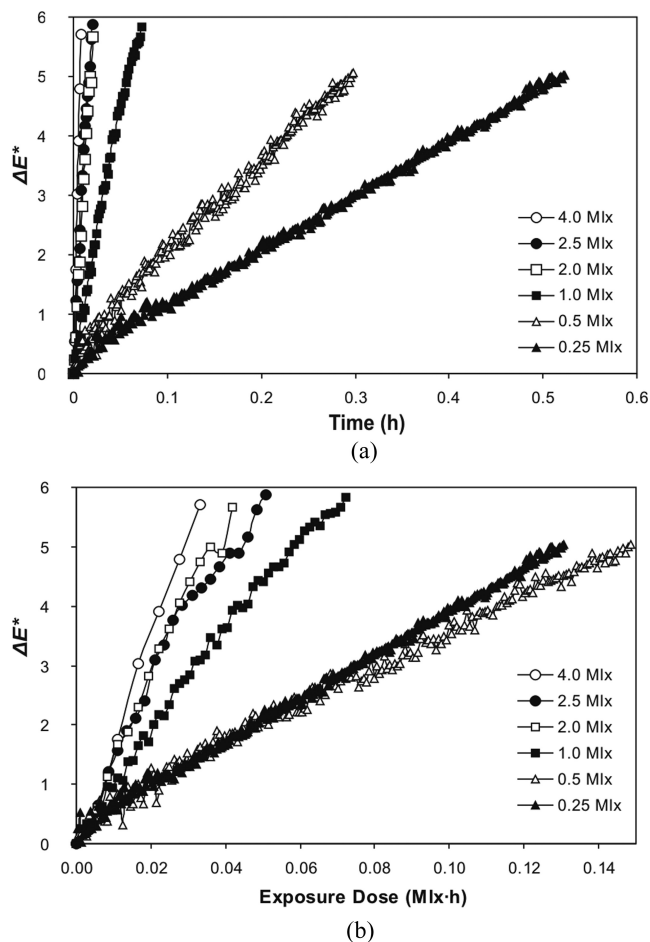 6
5
4
3
2
1
0
ΔE*
4.0 Mlx
2.5 Mlx
2.0 Mlx
1.0 Mlx
0.5 Mlx
0.25 Mlx
0 0.1 0.2 0.3 0.4 0.5 0.6
Time (h)
(a)
6
5
4
3
2
1
0
ΔE*
4.0 Mlx
2.5 Mlx
2.0 Mlx
1.0 Mlx
0.5 Mlx
0.25 Mlx
0.00 0.02 0.04 0.06 0.08 0.10 0.12 0.14
Exposure Dose (Mlx·h)
(b)